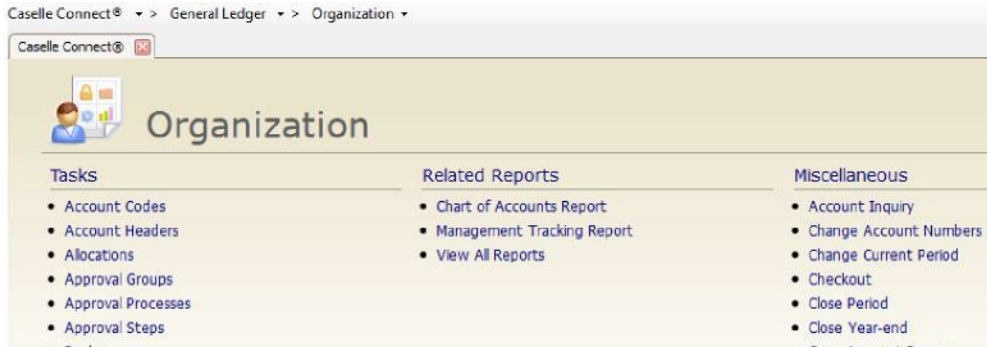 Caselle Connect® > General Ledger > Organization
Caselle Connect®
Organization
Tasks
• Account Codes
• Account Headers
• Allocations
• Approval Groups
• Approval Processes
• Approval Steps
Related Reports
• Chart of Accounts Report
• Management Tracking Report
• View All Reports
Miscellaneous
• Account Inquiry
• Change Account Numbers
• Change Current Period
• Checkout
• Close Period
• Close Year-end